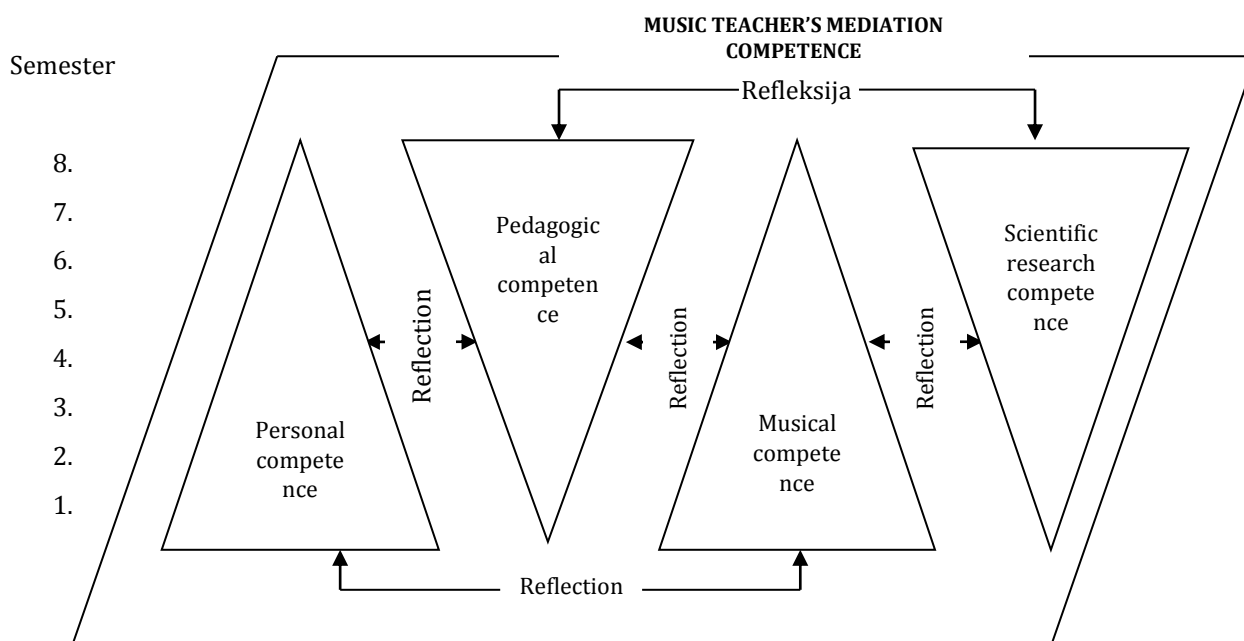 MUSIC TEACHER’S MEDIATION
COMPETENCE
Semester
Refleksija
8.
7.
6.
5.
4.
3.
2.
1.
Personal
compete
nce
Reflection
Pedagogic
al
competen
ce
Reflection
Musical
compete
nce
Reflection
Scientific
research
compete
nce
Reflection